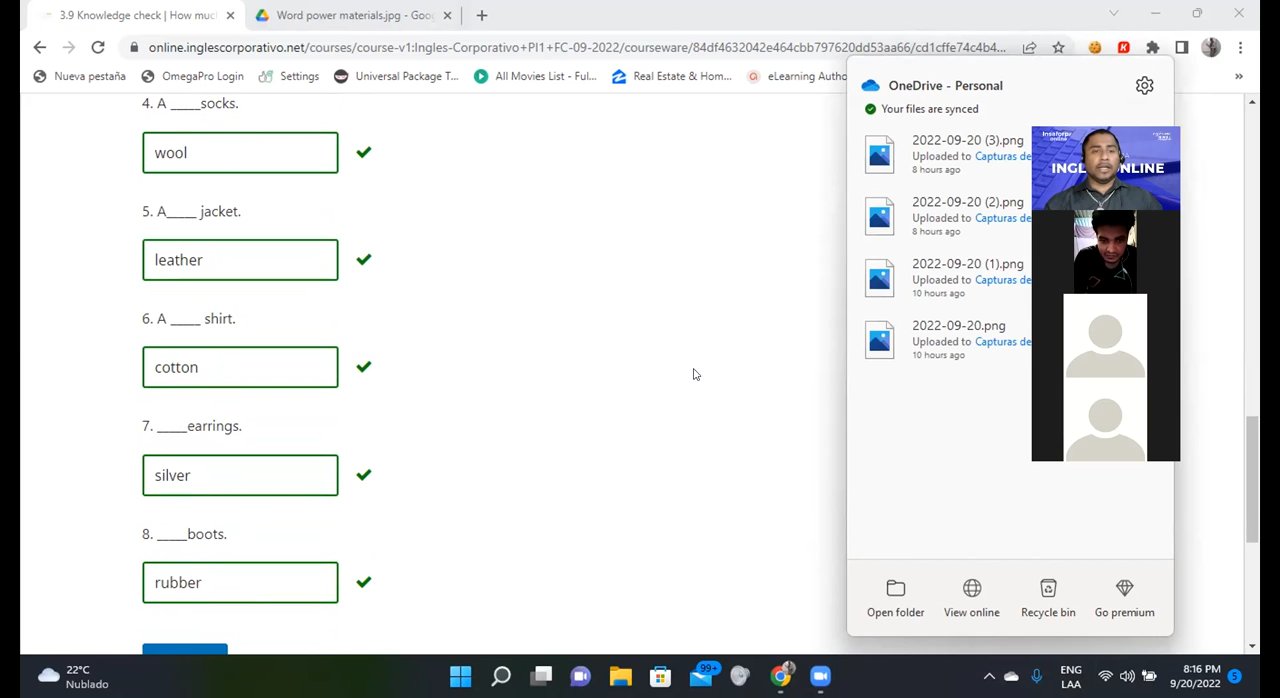 3.9 Knowledge check | How muc
Word power materials.jpg - Goo
online.inglescorporativo.net/courses/course-v1:Ingles-Corporativo+PI1+FC-09-2022/courseware/84df4632042e464cbb797620dd53aa66/cd1cffe74c4b4...
Nueva pestaña
OmegaPro Login
Settings
Universal Package T...
All Movies List - Ful...
Real Estate & Hom...
eLearning Autho
»
4. A _____socks.
wool
5. A____ jacket.
leather
6. A _____ shirt.
cotton
7. _____earrings.
silver
8. _____boots.
rubber
OneDrive - Personal
Your files are synced
2022-09-20 (3).png
Uploaded to Capturas de
8 hours ago
2022-09-20 (2).png
Uploaded to Capturas de
8 hours ago
2022-09-20 (1).png
Uploaded to Capturas de
10 hours ago
2022-09-20.png
Uploaded to Capturas de
10 hours ago
INGL NLINE
Open folder
View online
Recycle bin
Go premium
22°C
Nublado
99+
ENG
LAA
8:16 PM
9/20/2022
5